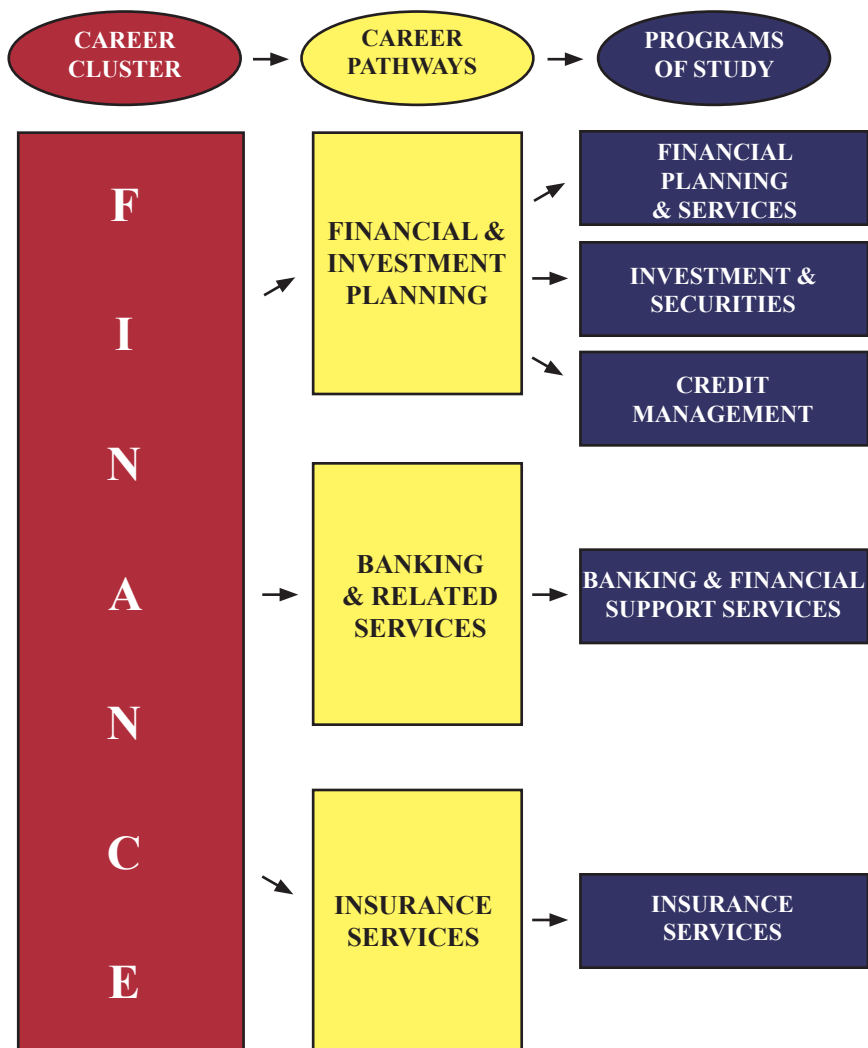 CAREER
CLUSTER
CAREER
PATHWAYS
PROGRAMS
OF STUDY
F
I
N
A
N
C
E
FINANCIAL &
INVESTMENT
PLANNING
FINANCIAL
PLANNING
& SERVICES
INVESTMENT &
SECURITIES
CREDIT
MANAGEMENT
BANKING
& RELATED
SERVICES
BANKING & FINANCIAL
SUPPORT SERVICES
INSURANCE
SERVICES
INSURANCE
SERVICES